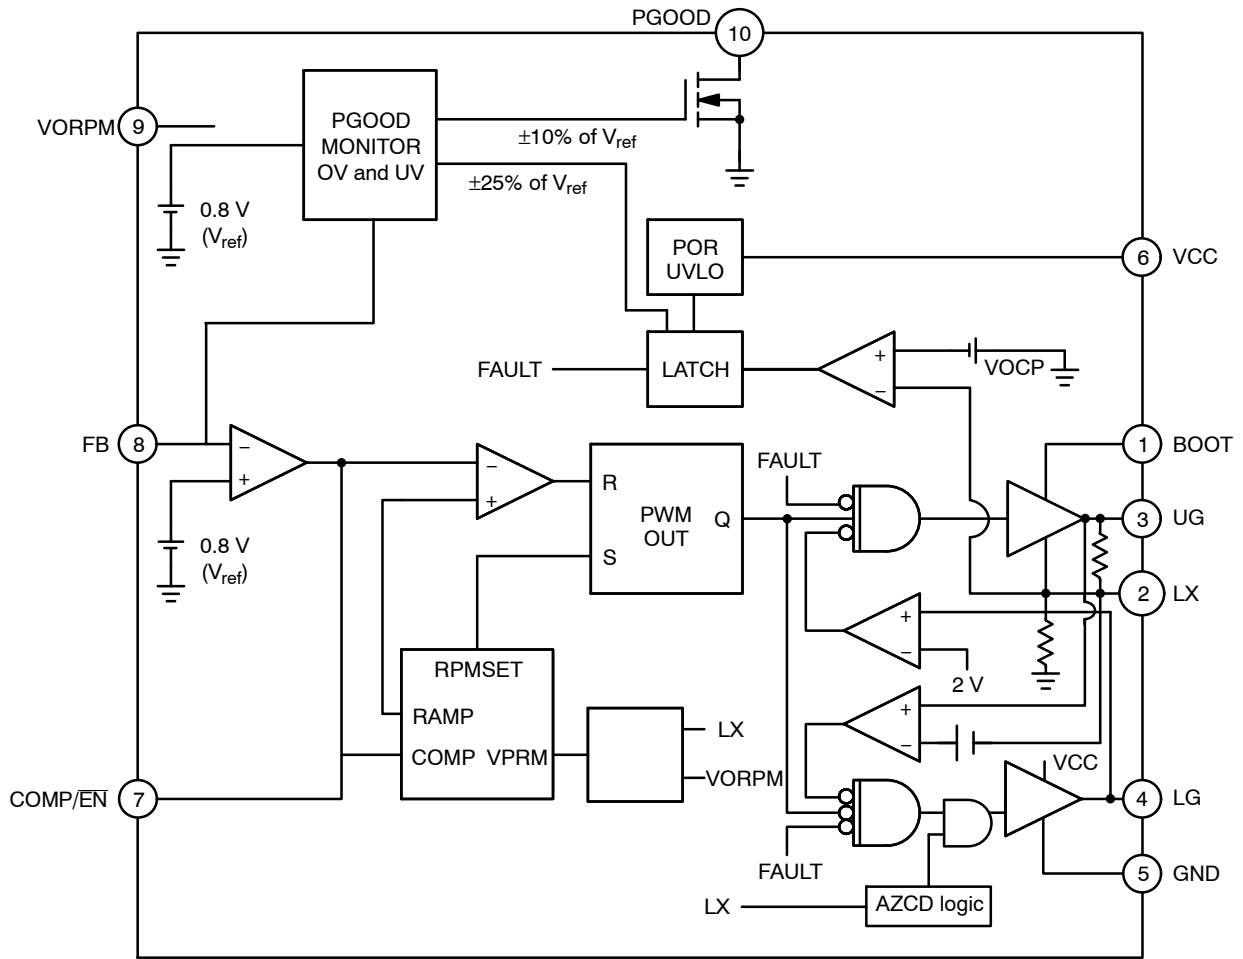 PGOOD
10
VORPM
9
PGOOD
MONITOR
OV and UV
±10% of Vref
±25% of Vref
0.8 V
(Vref)
POR
UVLO
6
VCC
FAULT
LATCH
+
−
VOCP
FB
8
−
+
0.8 V
(Vref)
−
+
R
S
PWM
OUT
Q
FAULT
1
BOOT
3
UG
2
LX
+
−
2 V
RPMSET
RAMP
COMP
VPRM
LX
VORPM
+
−
VCC
COMP/EN
7
4
LG
FAULT
5
GND
LX
AZCD logic